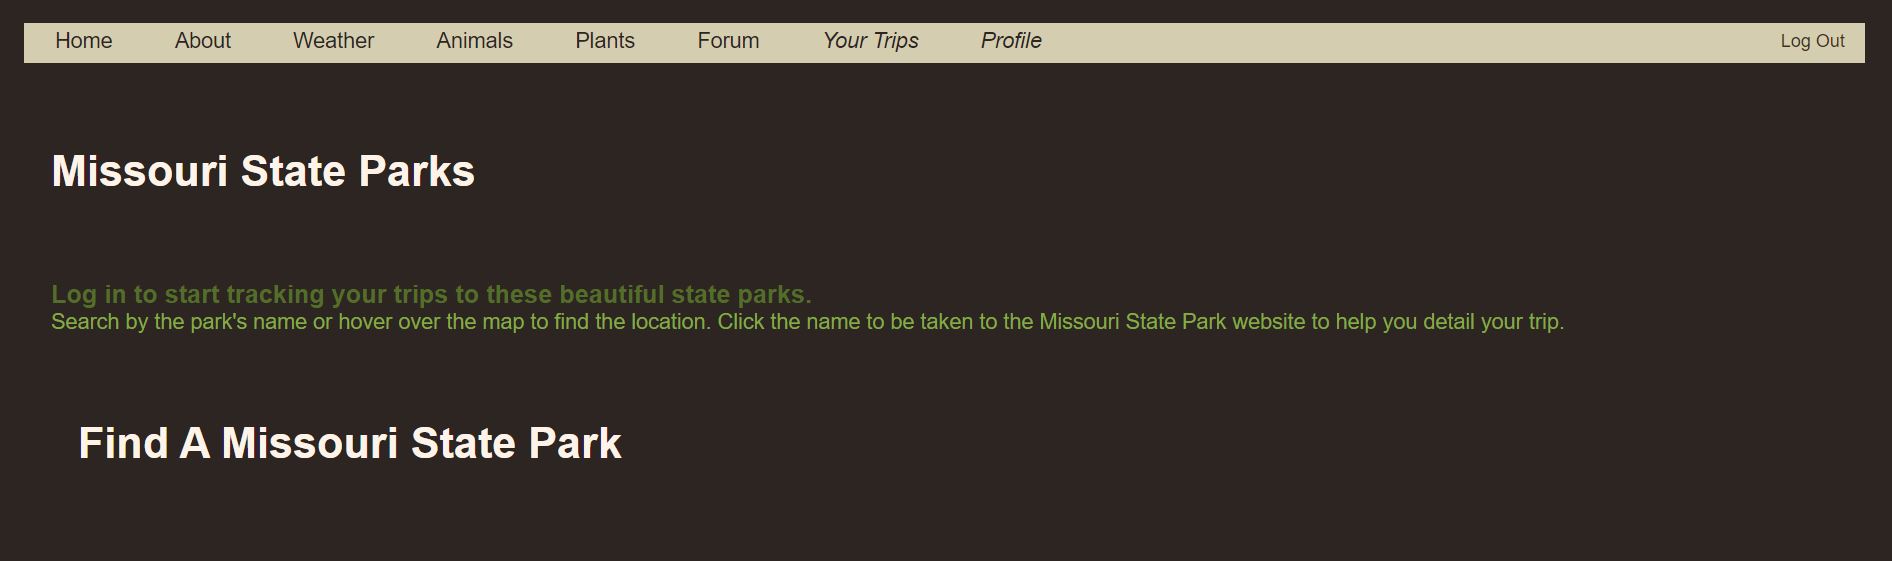 Home About Weather Animals Plants Forum Your Trips Profile Log Out
Missouri State Parks
Log in to start tracking your trips to these beautiful state parks.
Search by the park's name or hover over the map to find the location. Click the name to be taken to the Missouri State Park website to help you detail your trip.
Find A Missouri State Park